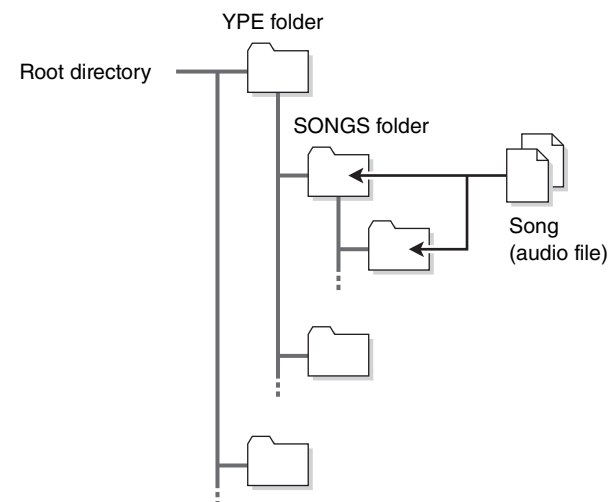 YPE folder
Root directory
SONGS folder
Song
(audio file)